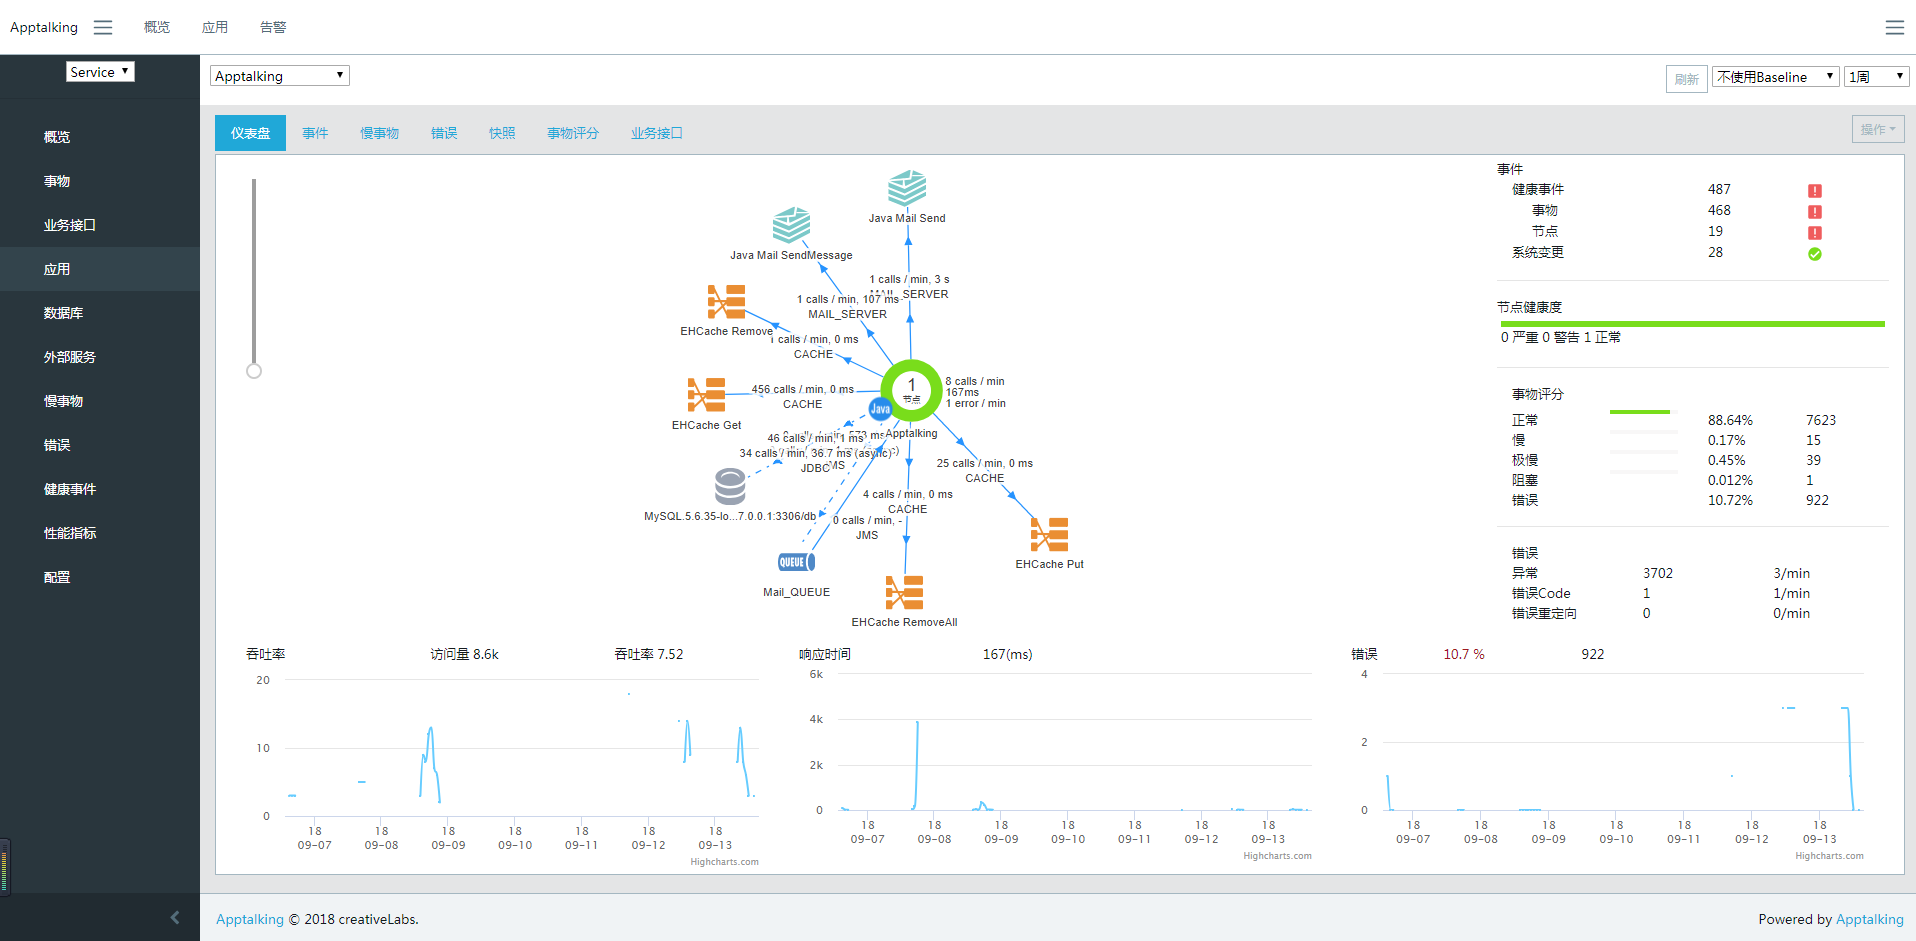 Apptalking 概览 应用 告警
Service
Apptalking
刷新 不使用Baseline 1周
概览
事物
业务接口
应用
数据库
外部服务
慢事物
错误
健康事件
性能指标
配置
仪表盘 事件 慢事物 错误 快照 事物评分 业务接口
操作
Java Mail Send
Java Mail SendMessage
1 calls / min, 3 s
MAIL_SERVER
1 calls / min, 107 ms
MAIL_SERVER
EHCache Remove
1 calls / min, 0 ms
CACHE
456 calls / min, 0 ms
CACHE
EHCache Get
1
节点
Java
Apptalking
8 calls / min
167ms
1 error / min
46 calls / min, 1 ms
34 calls / min, 36.7 ms (async)
JDBC
25 calls / min, 0 ms
CACHE
4 calls / min, 0 ms
CACHE
0 calls / min, -
JMS
MySQL.5.6.35-lo...7.0.0.1:3306/db
QUEUE
Mail_QUEUE
EHCache Put
EHCache RemoveAll
事件
健康事件 487
事物 468
节点 19
系统变更 28
节点健康度
0 严重 0 警告 1 正常
事物评分
正常 88.64% 7623
慢 0.17% 15
极慢 0.45% 39
阻塞 0.012% 1
错误 10.72% 922
错误
异常 3702 3/min
错误Code 1 1/min
错误重定向 0 0/min
吞吐率 访问量 8.6k 吞吐率 7.52
20
10
0
18 18 18 18 18 18 18
09-07 09-08 09-09 09-10 09-11 09-12 09-13
Highcharts.com
响应时间 167(ms)
6k
4k
2k
0
18 18 18 18 18 18 18
09-07 09-08 09-09 09-10 09-11 09-12 09-13
Highcharts.com
错误 10.7 % 922
4
2
0
18 18 18 18 18 18 18
09-07 09-08 09-09 09-10 09-11 09-12 09-13
Highcharts.com
Apptalking © 2018 creativeLabs.
Powered by Apptalking